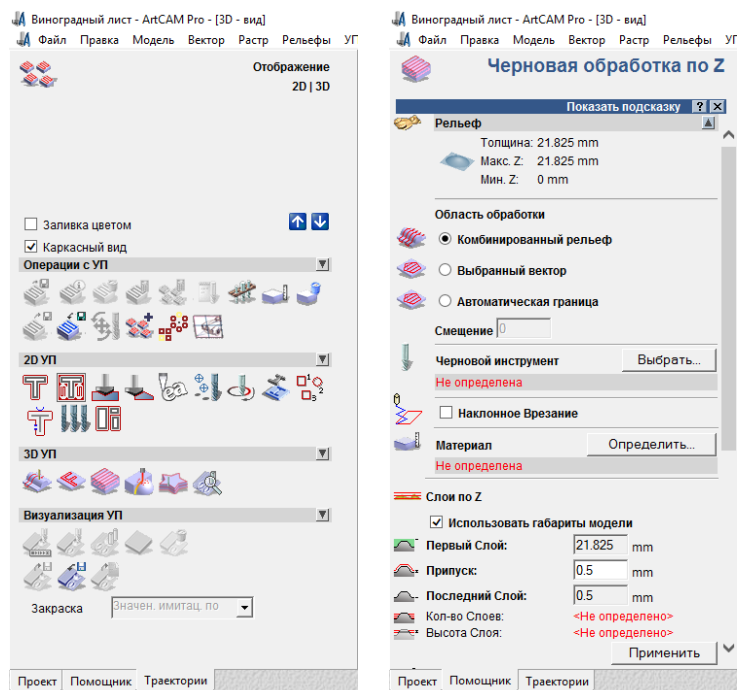 Виноградный лист - ArtCAM Pro - [3D - вид]
Файл Правка Модель Вектор Растр Рельефы УГ
Отображение
2D | 3D
Заливка цветом
Каркасный вид
Операции с УП
2D УП
3D УП
Визуализация УП
Закраска Значен. имитац. по
Проект Помощник Траектории
Виноградный лист - ArtCAM Pro - [3D - вид]
Файл Правка Модель Вектор Растр Рельефы УГ
Черновая обработка по Z
Показать подсказку ? X
Рельеф
Толщина: 21.825 mm
Макс. Z: 21.825 mm
Мин. Z: 0 mm
Область обработки
Комбинированный рельеф
Выбранный вектор
Автоматическая граница
Смещение 0
Черновой инструмент Выбрать...
Не определена
Наклонное Врезание
Материал Определить...
Не определена
Слои по Z
Использовать габариты модели
Первый Слой: 21.825 mm
Припуск: 0.5 mm
Последний Слой: 0.5 mm
Кол-во Слоев: <Не определено>
Высота Слоя: <Не определено>
Применить
Проект Помощник Траектории